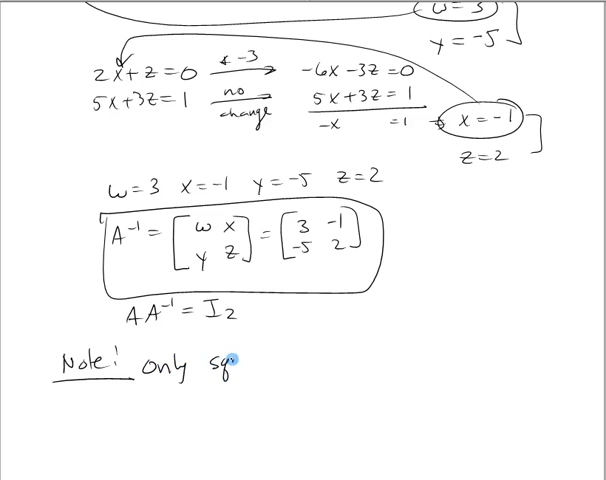 w = 3
y = -5
2x + z = 0 * -3 -6x - 3z = 0
5x + 3z = 1 no change 5x + 3z = 1
-x = 1 → x = -1
z = 2
w = 3 x = -1 y = -5 z = 2
A⁻¹ = [w x; y z] = [3 -1; -5 2]
AA⁻¹ = I₂
Note! only sq